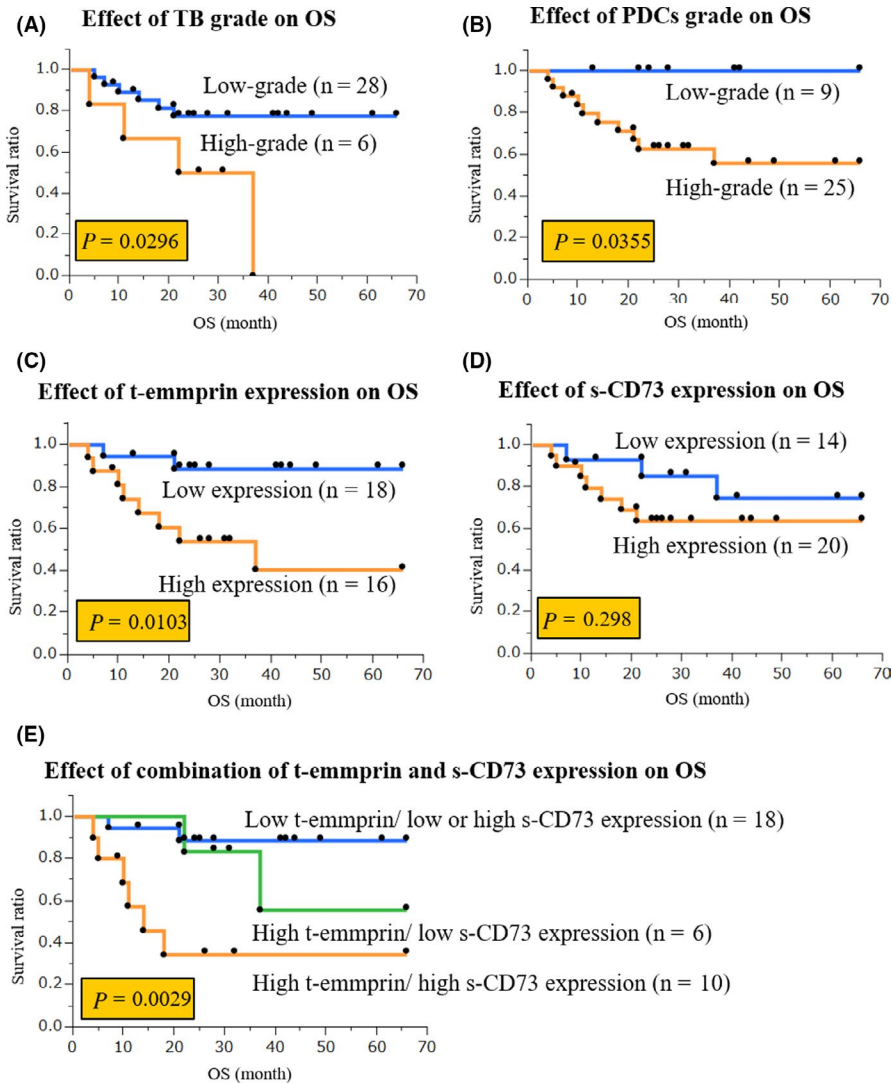 (A)
Effect of TB grade on OS
1.0
0.8
0.6
0.4
0.2
0.0
Survival ratio
Low-grade (n = 28)
High-grade (n = 6)
P = 0.0296
0 10 20 30 40 50 60 70
OS (month)
(B)
Effect of PDCs grade on OS
1.0
0.8
0.6
0.4
0.2
0.0
Survival ratio
Low-grade (n = 9)
High-grade (n = 25)
P = 0.0355
0 10 20 30 40 50 60 70
OS (month)
(C)
Effect of t-emmprin expression on OS
1.0
0.8
0.6
0.4
0.2
0.0
Survival ratio
Low expression (n = 18)
High expression (n = 16)
P = 0.0103
0 10 20 30 40 50 60 70
OS (month)
(D)
Effect of s-CD73 expression on OS
1.0
0.8
0.6
0.4
0.2
0.0
Survival ratio
Low expression (n = 14)
High expression (n = 20)
P = 0.298
0 10 20 30 40 50 60 70
OS (month)
(E)
Effect of combination of t-emmprin and s-CD73 expression on OS
1.0
0.8
0.6
0.4
0.2
0.0
Survival ratio
Low t-emmprin/ low or high s-CD73 expression (n = 18)
High t-emmprin/ low s-CD73 expression (n = 6)
High t-emmprin/ high s-CD73 expression (n = 10)
P = 0.0029
0 10 20 30 40 50 60 70
OS (month)